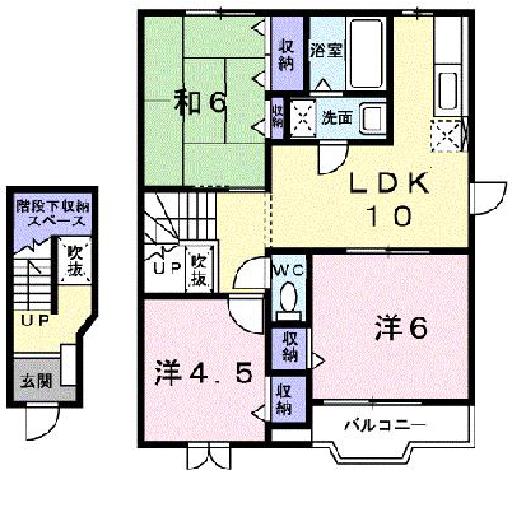 収納
浴室
和6
収納
洗面
LDK
10
階段下収納
スペース
吹抜
UP
玄関
UP
吹抜
WC
洋6
収納
洋4.5
収納
バルコニー